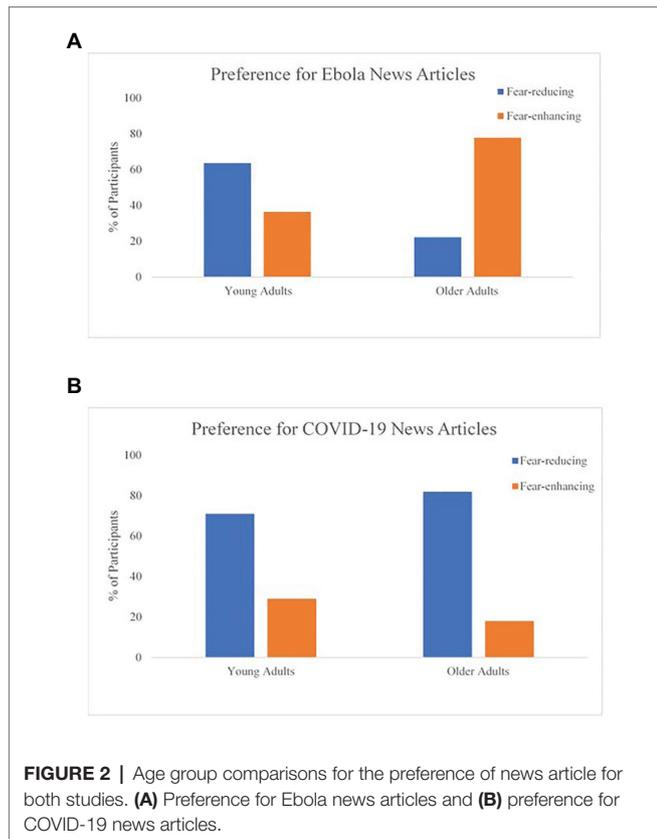 A
Preference for Ebola News Articles
Fear-reducing
Fear-enhancing
% of Participants
100
80
60
40
20
0
Young Adults
Older Adults
B
Preference for COVID-19 News Articles
Fear-reducing
Fear-enhancing
% of Participants
100
80
60
40
20
0
Young Adults
Older Adults
FIGURE 2 | Age group comparisons for the preference of news article for
both studies. (A) Preference for Ebola news articles and (B) preference for
COVID-19 news articles.